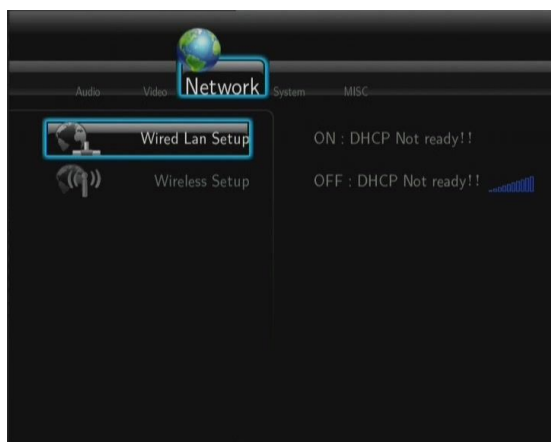 Audio Video Network System MISC
Wired Lan Setup ON : DHCP Not ready!!
Wireless Setup OFF : DHCP Not ready!!